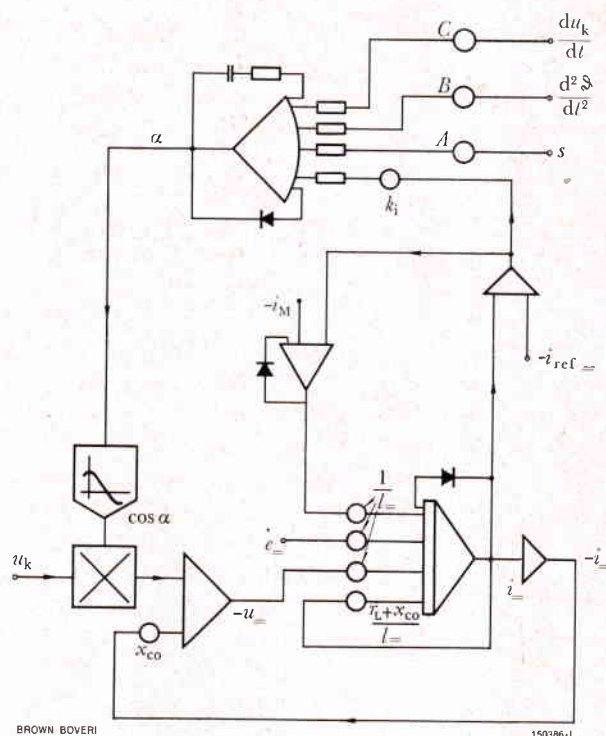 C
du_k
dt
B
d²ϑ
dt²
A
s
α
k_i
-i_M
-i_ref=
1
l_=
cos α
e_=
u_k
-u_=
i_=
-i_=
r_L+x_co
l_=
x_co
BROWN BOVERI
150386·I